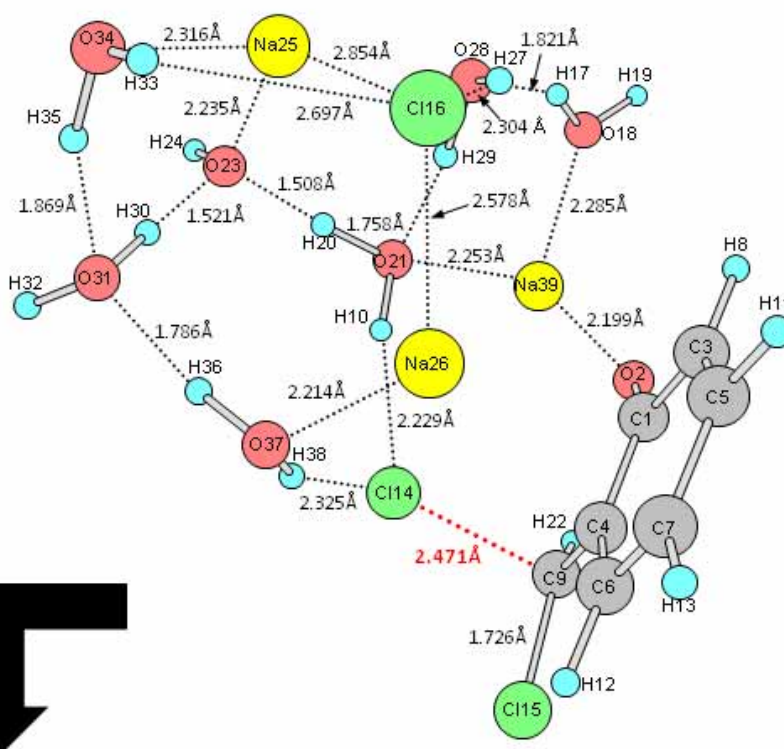 O34
2.316Å
Na25
H33
2.854Å
O28
H27
1.821Å
H17
H19
H35
2.235Å
2.697Å
Cl16
2.304 Å
O18
H24
O23
H29
1.869Å
H30
1.521Å
1.508Å
H20
1.758Å
2.578Å
2.285Å
O21
2.253Å
H8
H32
O31
H10
Na39
1.786Å
2.199Å
H36
Na26
O2
C3
C5
2.214Å
2.229Å
C1
O37
H38
2.325Å
Cl14
H22
C4
C7
2.471Å
C9
C6
H13
1.726Å
H12
Cl15